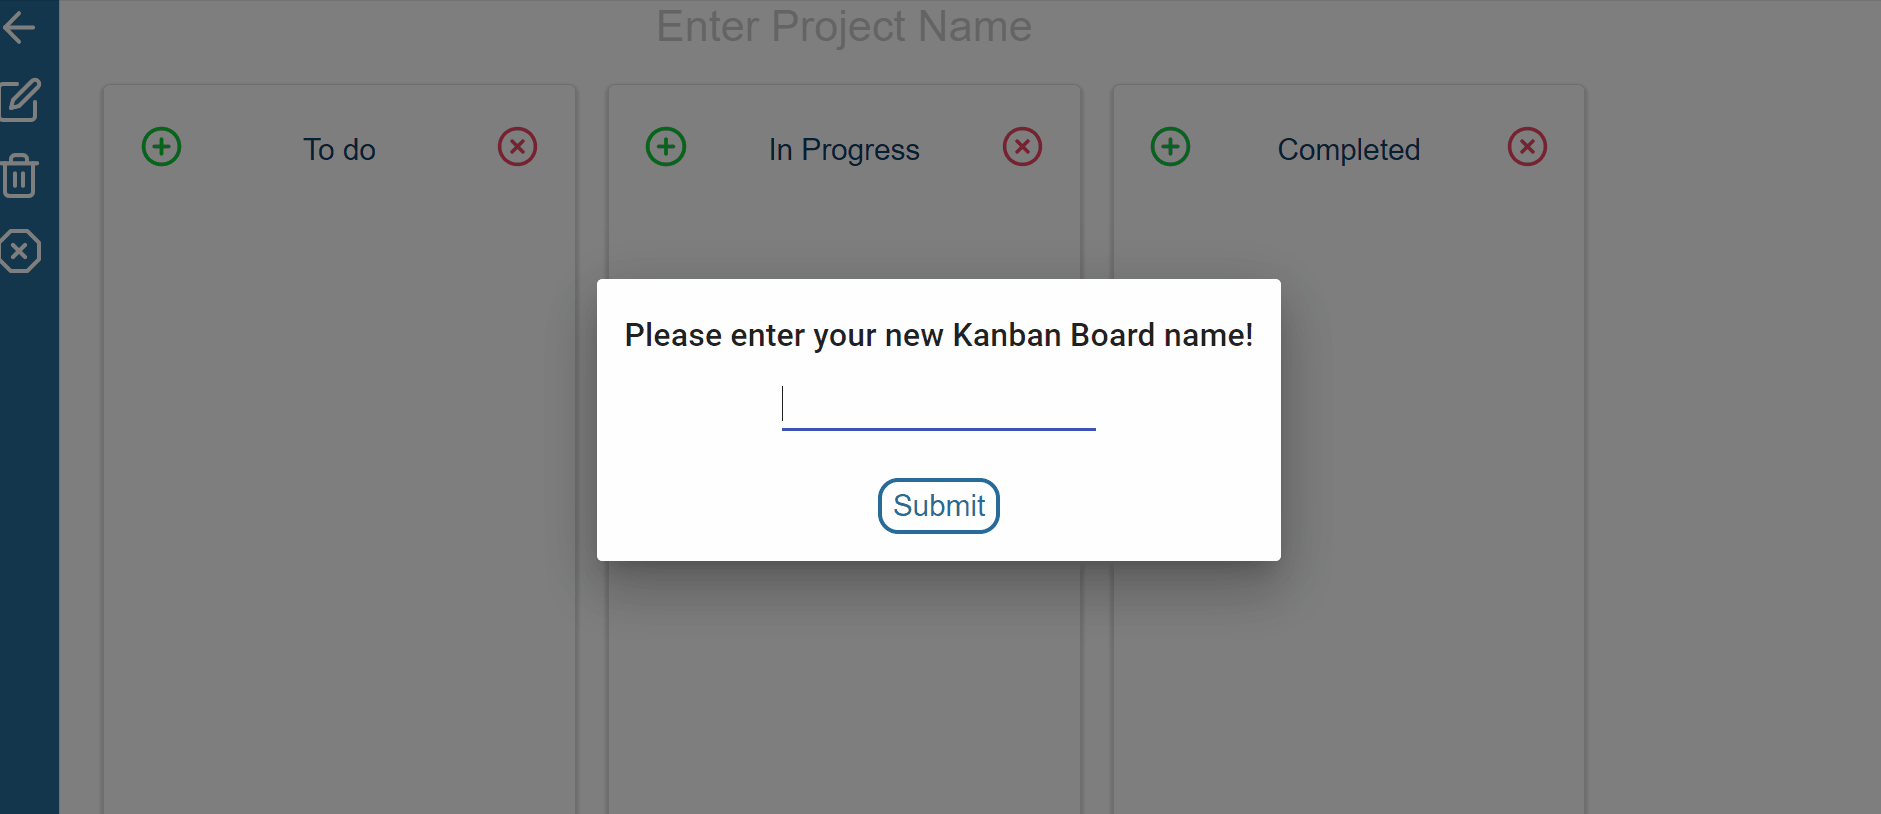 Enter Project Name
To do
In Progress
Completed
Please enter your new Kanban Board name!
Submit